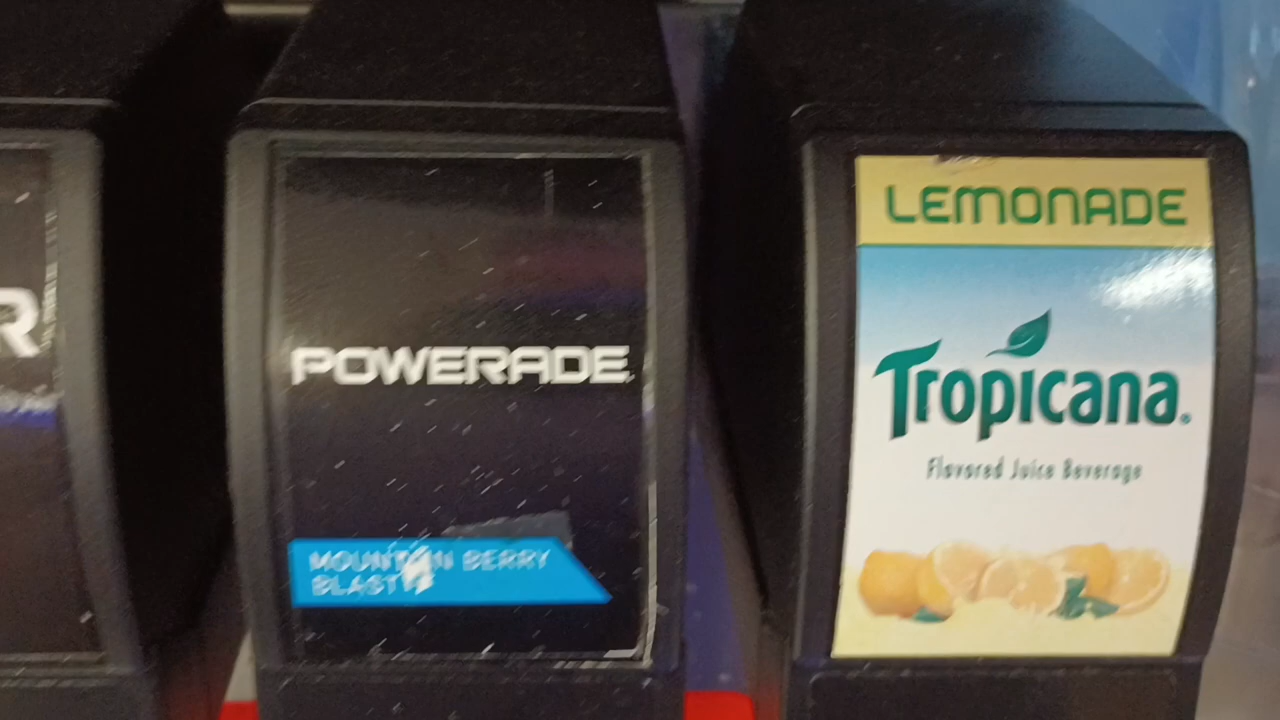 R
POWERADE
MOUNTAIN BERRY
BLAST
LEMONADE
Tropicana
Flavored Juice Beverage